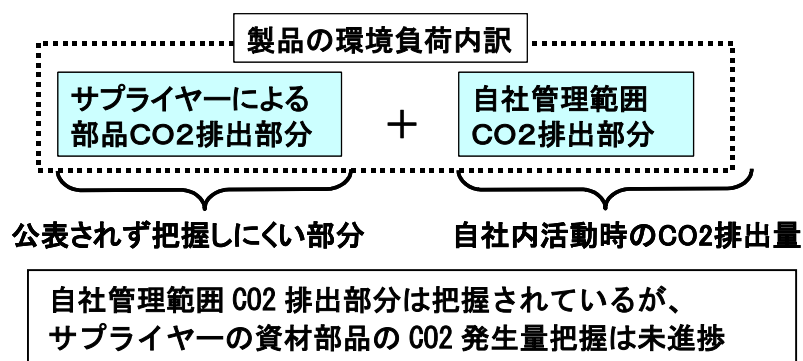 製品の環境負荷内訳
サプライヤーによる
部品CO2排出部分
+
自社管理範囲
CO2排出部分
公表されず把握しにくい部分
自社内活動時のCO2排出量
自社管理範囲 CO2 排出部分は把握されているが、
サプライヤーの資材部品の CO2 発生量把握は未進捗